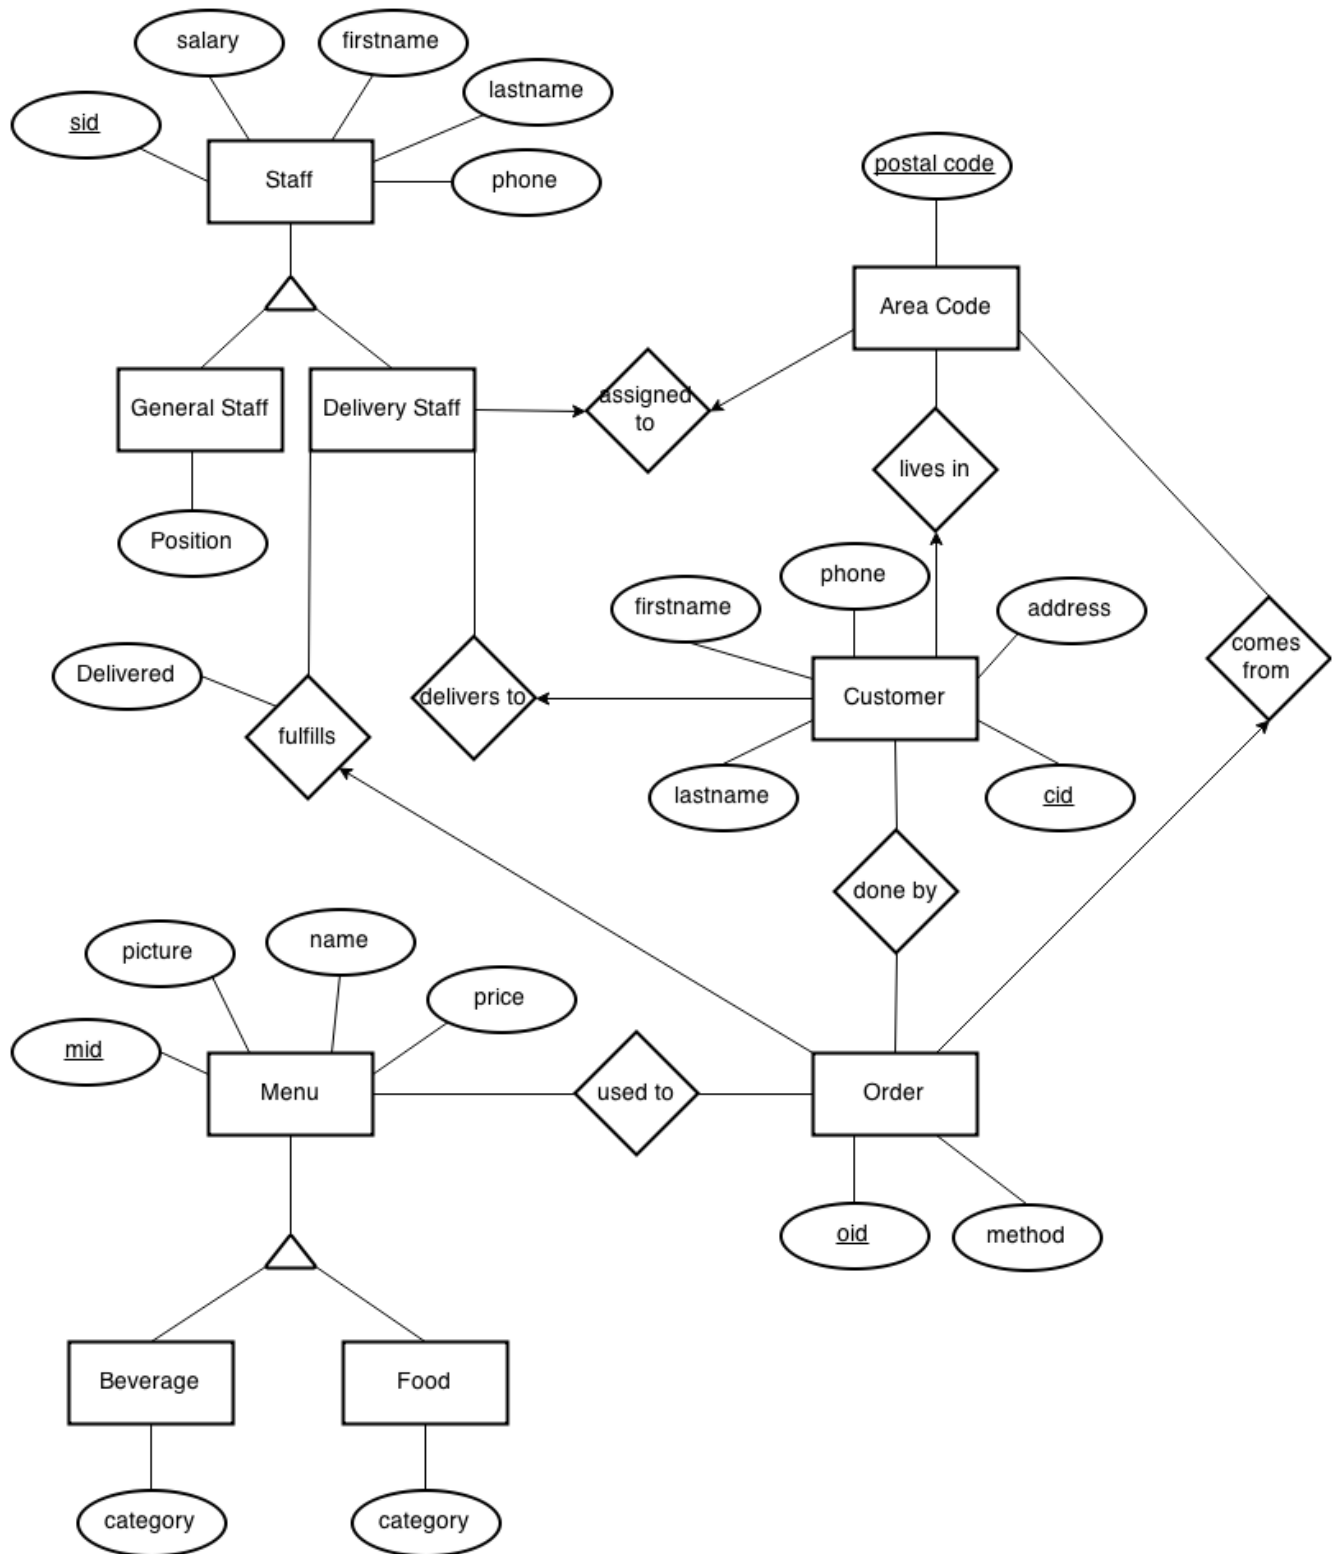 salary
firstname
lastname
sid
Staff
phone
postal code
Area Code
General Staff
Delivery Staff
assigned
to
lives in
Position
phone
firstname
address
comes
from
Delivered
delivers to
Customer
fulfills
lastname
cid
done by
name
picture
price
mid
Menu
used to
Order
oid
method
Beverage
Food
category
category